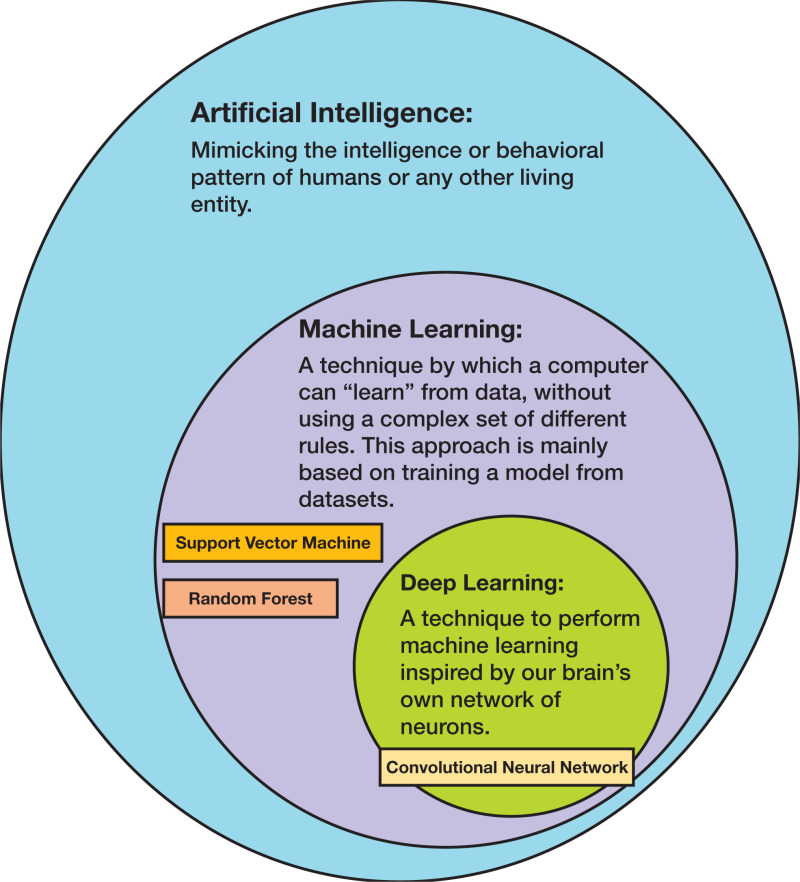 Artificial Intelligence:
Mimicking the intelligence or behavioral
pattern of humans or any other living
entity.
Machine Learning:
A technique by which a computer
can “learn” from data, without
using a complex set of different
rules. This approach is mainly
based on training a model from
datasets.
Support Vector Machine
Random Forest
Deep Learning:
A technique to perform
machine learning
inspired by our brain’s
own network of
neurons.
Convolutional Neural Network